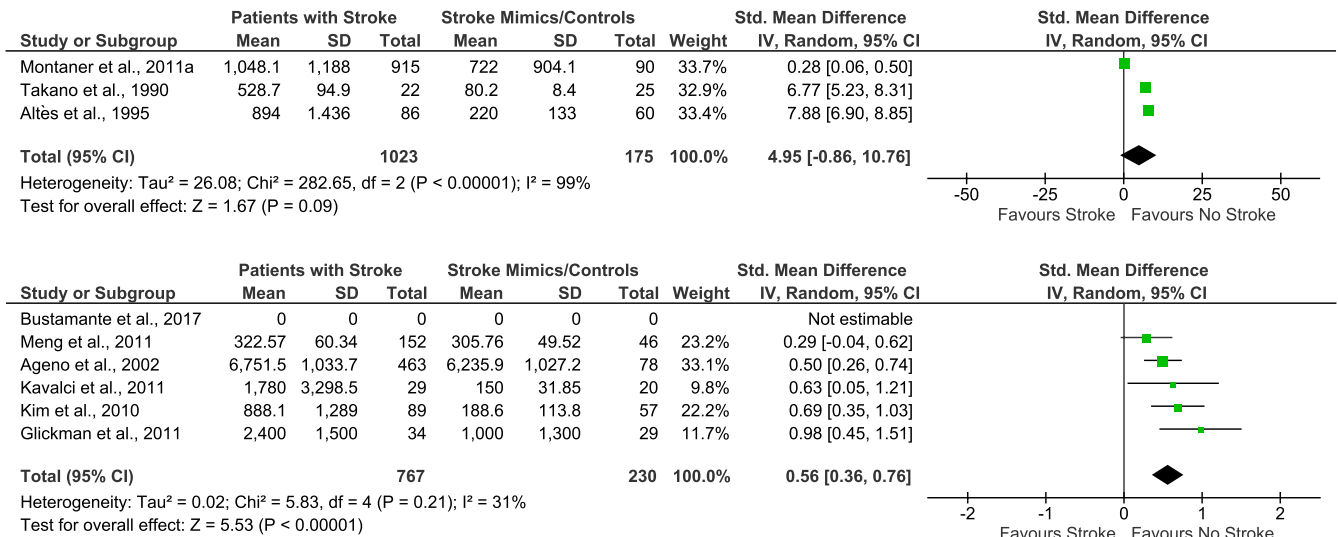 Patients with Stroke Stroke Mimics/Controls Std. Mean Difference Std. Mean Difference
Study or Subgroup Mean SD Total Mean SD Total Weight IV, Random, 95% CI IV, Random, 95% CI
Montaner et al., 2011a 1,048.1 1,188 915 722 904.1 90 33.7% 0.28 [0.06, 0.50]
Takano et al., 1990 528.7 94.9 22 80.2 8.4 25 32.9% 6.77 [5.23, 8.31]
Altès et al., 1995 894 1.436 86 220 133 60 33.4% 7.88 [6.90, 8.85]
Total (95% CI) 1023 175 100.0% 4.95 [-0.86, 10.76]
Heterogeneity: Tau² = 26.08; Chi² = 282.65, df = 2 (P < 0.00001); I² = 99%
Test for overall effect: Z = 1.67 (P = 0.09)
-50 -25 0 25 50
Favours Stroke Favours No Stroke
Patients with Stroke Stroke Mimics/Controls Std. Mean Difference Std. Mean Difference
Study or Subgroup Mean SD Total Mean SD Total Weight IV, Random, 95% CI IV, Random, 95% CI
Bustamante et al., 2017 0 0 0 0 0 0 Not estimable
Meng et al., 2011 322.57 60.34 152 305.76 49.52 46 23.2% 0.29 [-0.04, 0.62]
Ageno et al., 2002 6,751.5 1,033.7 463 6,235.9 1,027.2 78 33.1% 0.50 [0.26, 0.74]
Kavalci et al., 2011 1,780 3,298.5 29 150 31.85 20 9.8% 0.63 [0.05, 1.21]
Kim et al., 2010 888.1 1,289 89 188.6 113.8 57 22.2% 0.69 [0.35, 1.03]
Glickman et al., 2011 2,400 1,500 34 1,000 1,300 29 11.7% 0.98 [0.45, 1.51]
Total (95% CI) 767 230 100.0% 0.56 [0.36, 0.76]
Heterogeneity: Tau² = 0.02; Chi² = 5.83, df = 4 (P = 0.21); I² = 31%
Test for overall effect: Z = 5.53 (P < 0.00001)
-2 -1 0 1 2
Favours Stroke Favours No Stroke